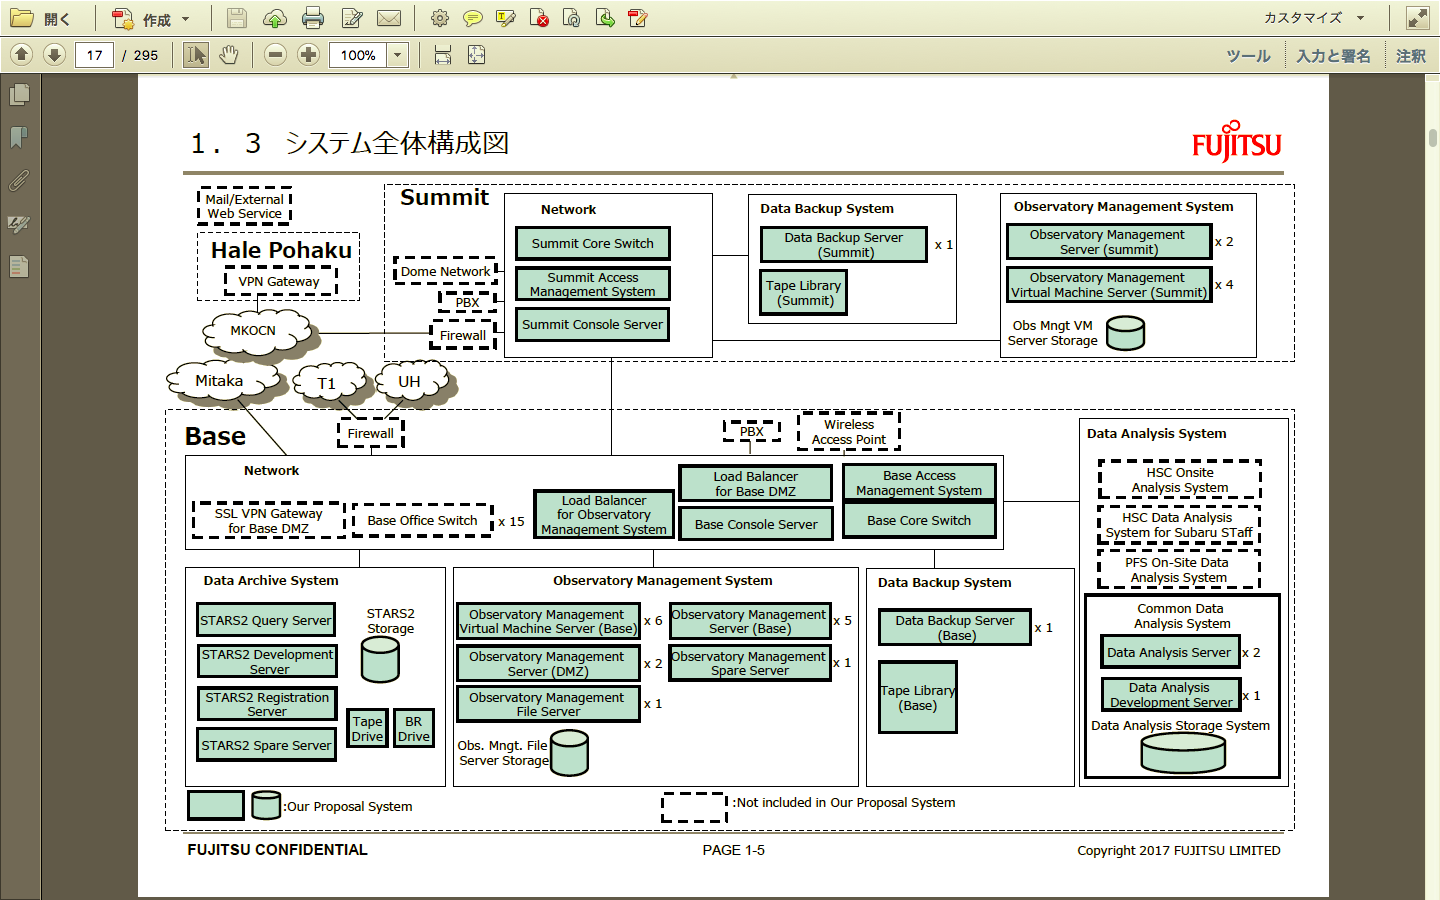 開く
作成
カスタマイズ
17 / 295
100%
ツール
入力と署名
注釈
1．3 システム全体構成図
FUJITSU
Mail/External
Web Service
Hale Pohaku
VPN Gateway
MKOCN
Mitaka
T1
UH
Summit
Dome Network
PBX
Firewall
Network
Summit Core Switch
Summit Access
Management System
Summit Console Server
Data Backup System
Data Backup Server
(Summit)
x 1
Tape Library
(Summit)
Observatory Management System
Observatory Management
Server (summit)
x 2
Observatory Management
Virtual Machine Server (Summit)
x 4
Obs Mngt VM
Server Storage
Base
Firewall
PBX
Wireless
Access Point
Network
SSL VPN Gateway
for Base DMZ
Base Office Switch
x 15
Load Balancer
for Observatory
Management System
Load Balancer
for Base DMZ
Base Console Server
Base Access
Management System
Base Core Switch
Data Analysis System
HSC Onsite
Analysis System
HSC Data Analysis
System for Subaru STaff
PFS On-Site Data
Analysis System
Common Data
Analysis System
Data Analysis Server
x 2
Data Analysis
Development Server
x 1
Data Analysis Storage System
Data Archive System
STARS2 Query Server
STARS2 Development
Server
STARS2 Registration
Server
STARS2 Spare Server
STARS2
Storage
Tape
Drive
BR
Drive
Observatory Management System
Observatory Management
Virtual Machine Server (Base)
x 6
Observatory Management
Server (Base)
x 5
Observatory Management
Server (DMZ)
x 2
Observatory Management
Spare Server
x 1
Observatory Management
File Server
x 1
Obs. Mngt. File
Server Storage
Data Backup System
Data Backup Server
(Base)
x 1
Tape Library
(Base)
:Our Proposal System
:Not included in Our Proposal System
FUJITSU CONFIDENTIAL
PAGE 1-5
Copyright 2017 FUJITSU LIMITED